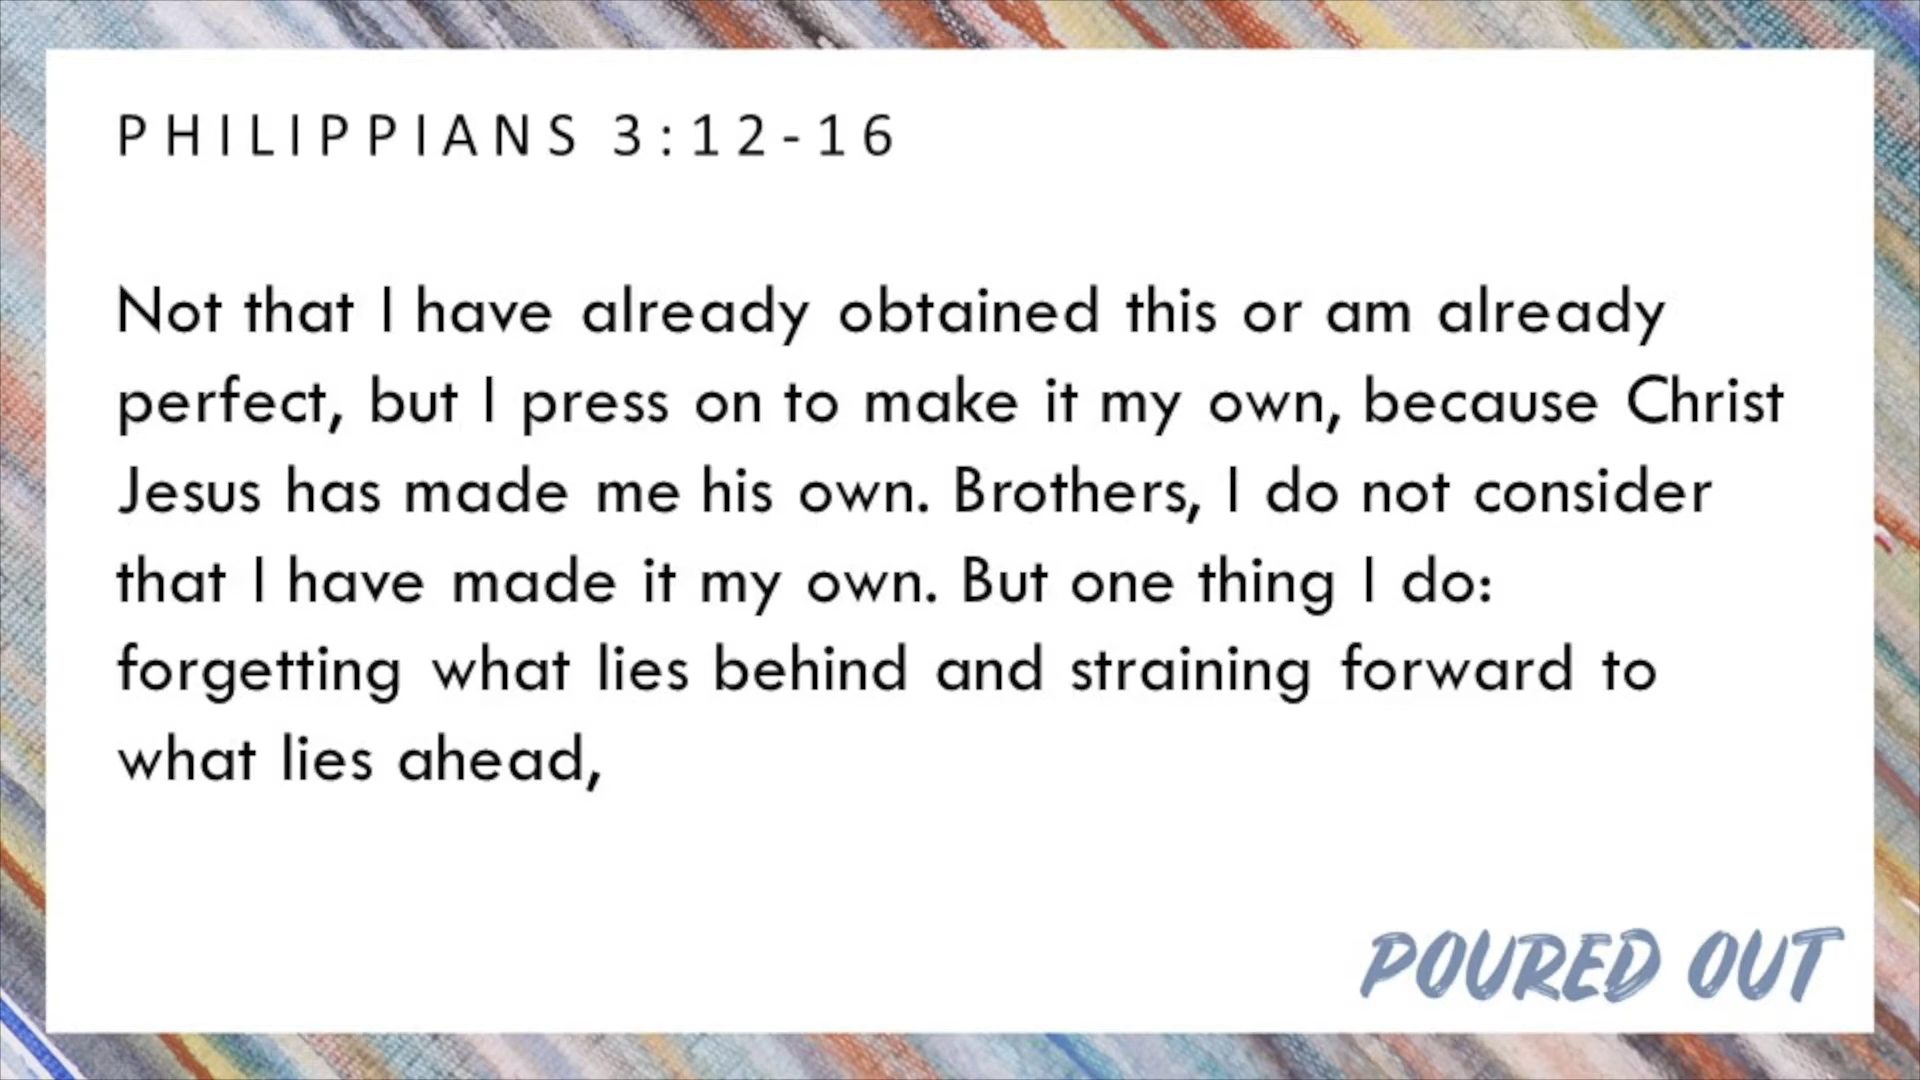 PHILIPPIANS 3:12-16
Not that I have already obtained this or am already
perfect, but I press on to make it my own, because Christ
Jesus has made me his own. Brothers, I do not consider
that I have made it my own. But one thing I do:
forgetting what lies behind and straining forward to
what lies ahead,
POURED OUT